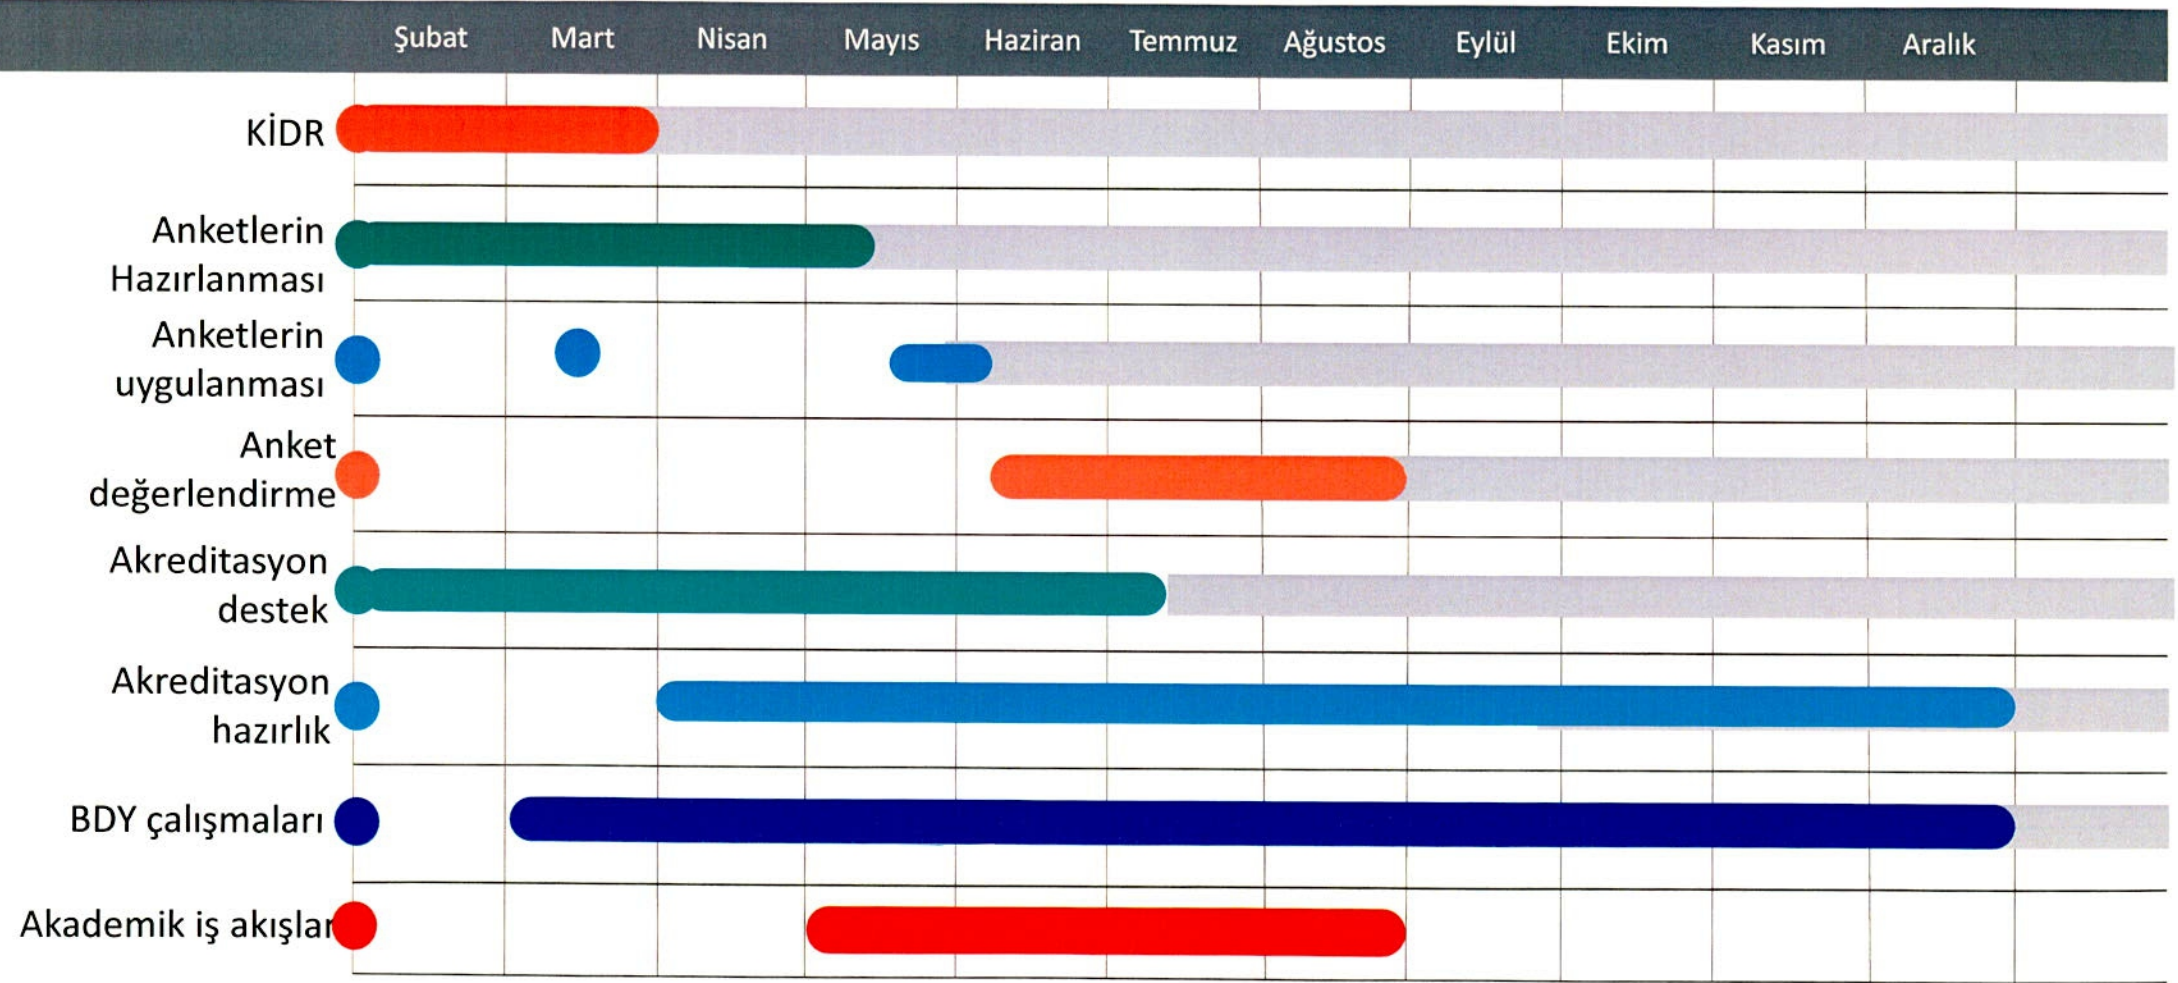 Şubat Mart Nisan Mayıs Haziran Temmuz Ağustos Eylül Ekim Kasım Aralık
KİDR
Anketlerin
Hazırlanması
Anketlerin
uygulanması
Anket
değerlendirme
Akreditasyon
destek
Akreditasyon
hazırlık
BDY çalışmaları
Akademik iş akışlar